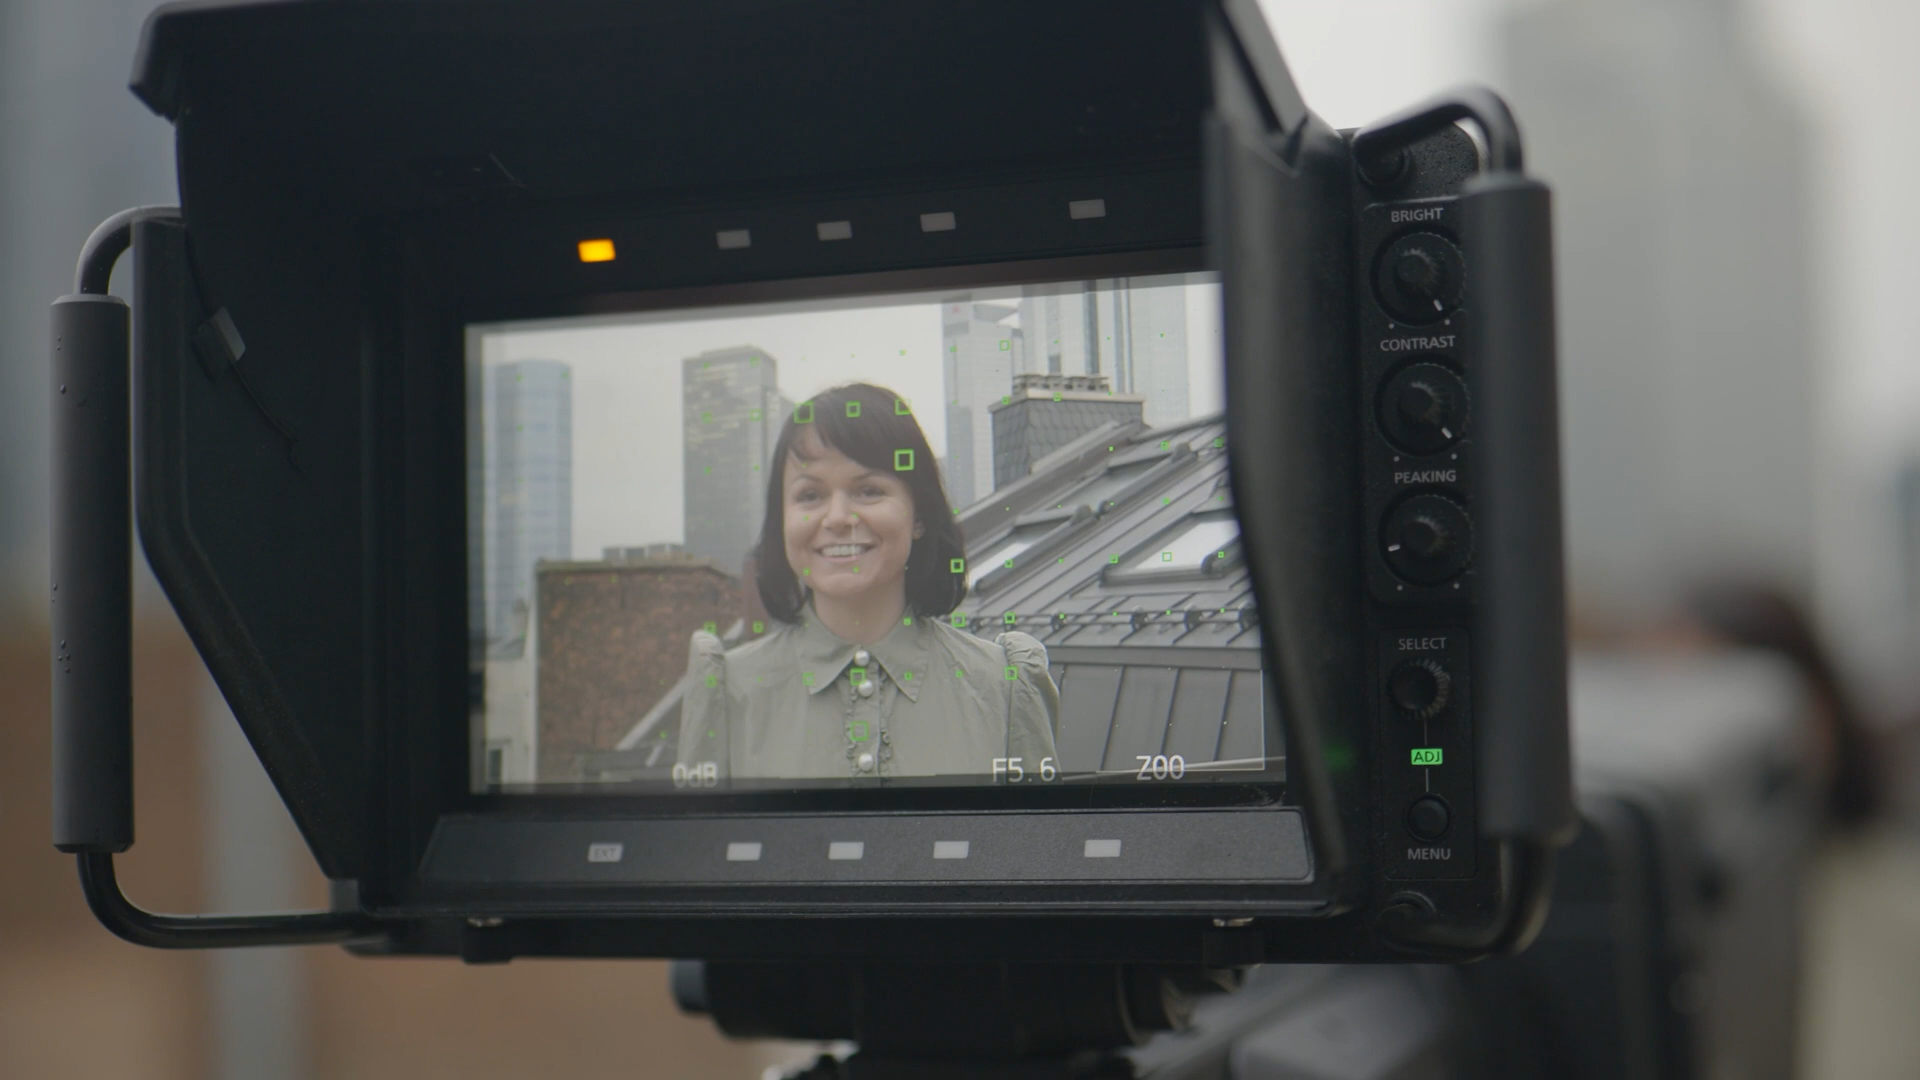 BRIGHT
CONTRAST
PEAKING
SELECT
ADJ
MENU
0dB F5.6 Z00
EXT